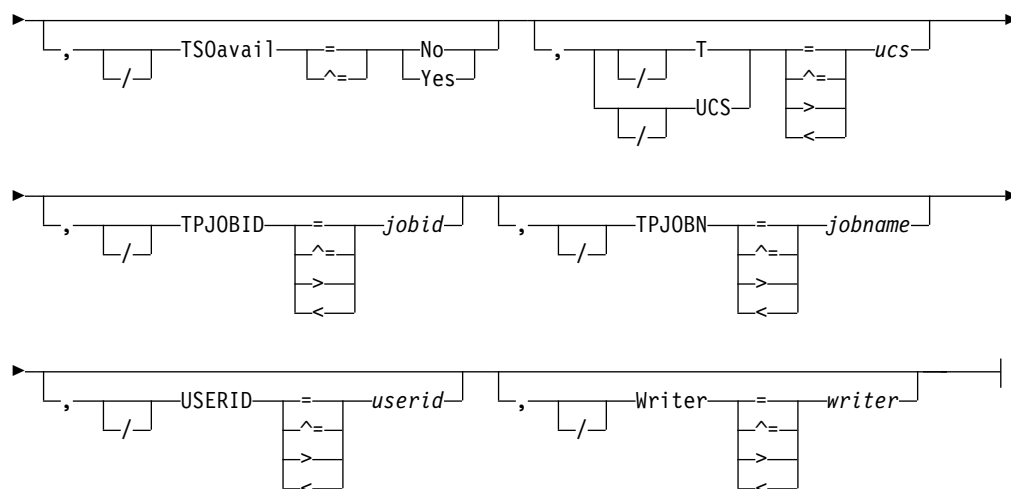 , / TSOavail = No , / T = ucs
^= Yes ^=
/ UCS >
<
, / TPJOBID = jobid , / TPJOBN = jobname
^= ^=
> >
< <
, / USERID = userid , / Writer = writer
^= ^=
> >
< <